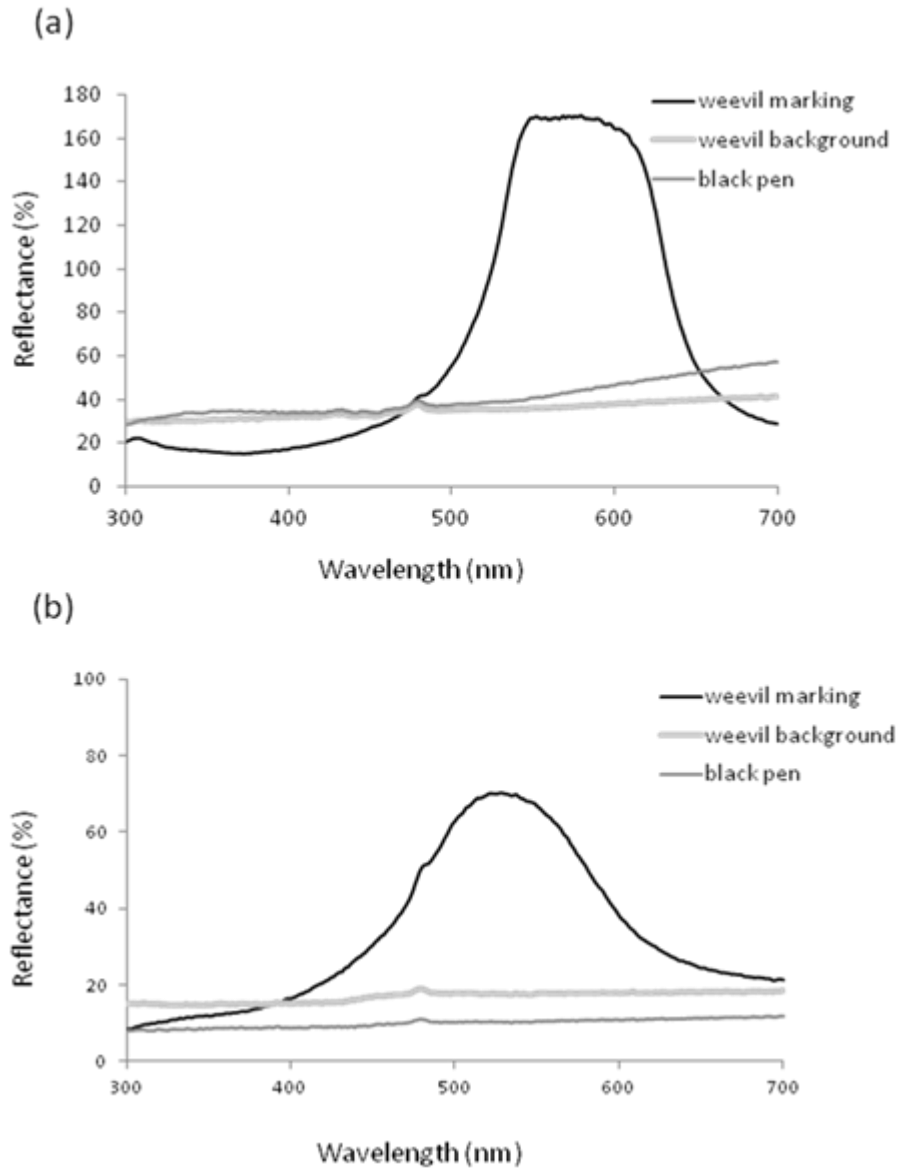 (a)
180
160
140
120
100
80
60
40
20
0
Reflectance (%)
weevil marking
weevil background
black pen
300 400 500 600 700
Wavelength (nm)
(b)
100
80
60
40
20
0
Reflectance (%)
weevil marking
weevil background
black pen
300 400 500 600 700
Wavelength (nm)